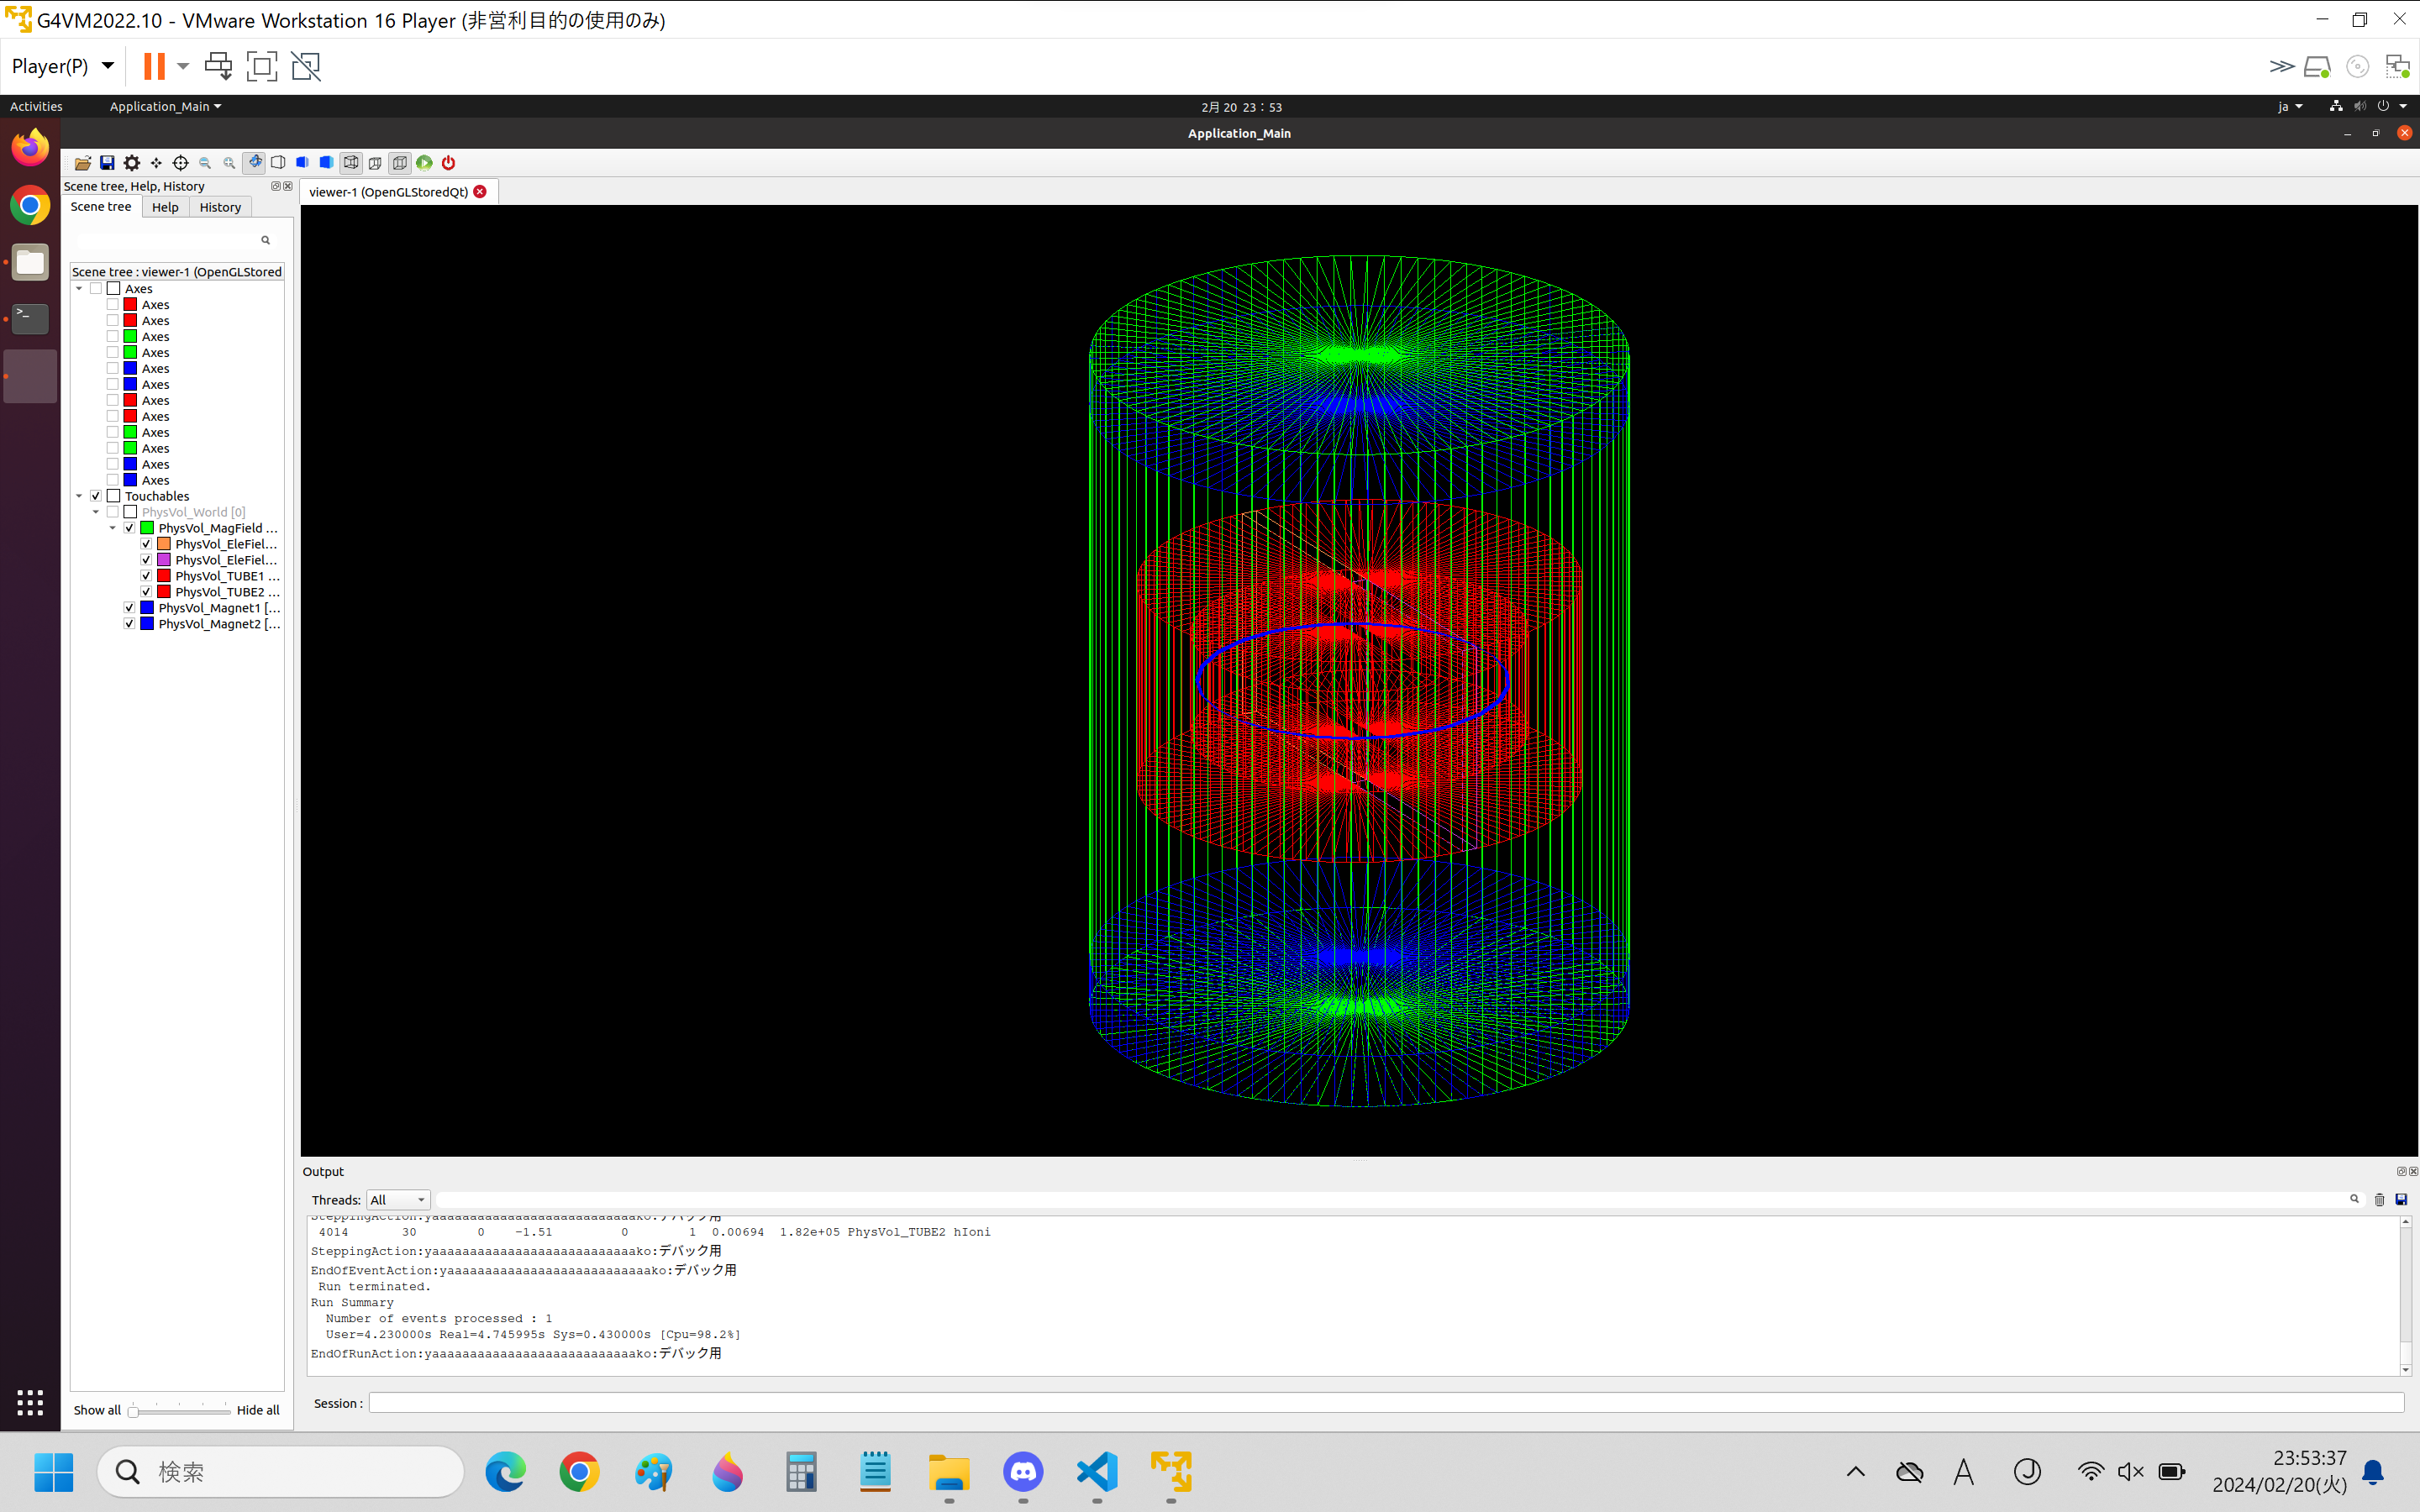 G4VM2022.10 - VMware Workstation 16 Player (非営利目的の使用のみ)
Player(P)
Activities
Application_Main
2月 20 23：53
ja
Application_Main
Scene tree, Help, History
viewer-1 (OpenGLStoredQt)
Scene tree
Help
History
Scene tree : viewer-1 (OpenGLStored
Axes
Axes
Axes
Axes
Axes
Axes
Axes
Axes
Axes
Axes
Axes
Axes
Axes
Touchables
PhysVol_World [0]
PhysVol_MagField ...
PhysVol_EleFiel...
PhysVol_EleFiel...
PhysVol_TUBE1 ...
PhysVol_TUBE2 ...
PhysVol_Magnet1 [...
PhysVol_Magnet2 [...
Show all
Hide all
Output
Threads: All
4014 30 0 -1.51 0 1 0.00694 1.82e+05 PhysVol_TUBE2 hIoni
SteppingAction:yaaaaaaaaaaaaaaaaaaaaaaaaaaako:デバック用
EndOfEventAction:yaaaaaaaaaaaaaaaaaaaaaaaaaaako:デバック用
Run terminated.
Run Summary
Number of events processed : 1
User=4.230000s Real=4.745995s Sys=0.430000s [Cpu=98.2%]
EndOfRunAction:yaaaaaaaaaaaaaaaaaaaaaaaaaaako:デバック用
Session :
検索
A
23:53:37
2024/02/20(火)